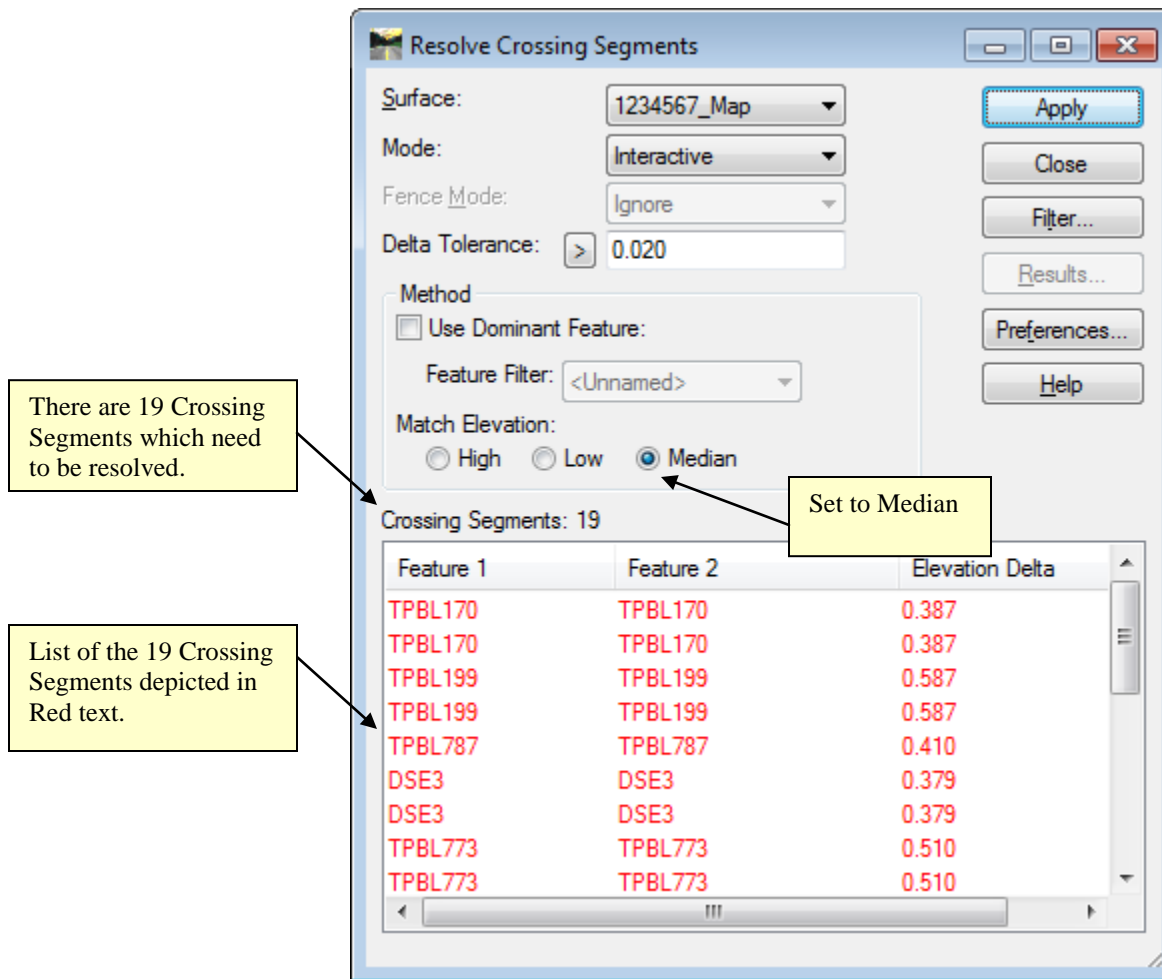 Resolve Crossing Segments
Surface: 1234567_Map Apply
Mode: Interactive Close
Fence Mode: Ignore Filter...
Delta Tolerance: > 0.020 Results...
Method
Use Dominant Feature: Preferences...
Feature Filter: <Unnamed> Help
Match Elevation:
High Low Median
There are 19 Crossing
Segments which need
to be resolved.
Set to Median
Crossing Segments: 19
Feature 1 Feature 2 Elevation Delta
TPBL170 TPBL170 0.387
TPBL170 TPBL170 0.387
TPBL199 TPBL199 0.587
TPBL199 TPBL199 0.587
TPBL787 TPBL787 0.410
DSE3 DSE3 0.379
DSE3 DSE3 0.379
TPBL773 TPBL773 0.510
TPBL773 TPBL773 0.510
List of the 19 Crossing
Segments depicted in
Red text.